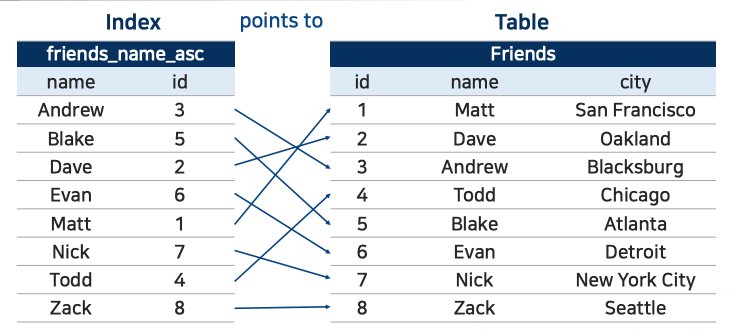 Index points to Table
friends_name_asc Friends
name id id name city
Andrew 3 1 Matt San Francisco
Blake 5 2 Dave Oakland
Dave 2 3 Andrew Blacksburg
Evan 6 4 Todd Chicago
Matt 1 5 Blake Atlanta
Nick 7 6 Evan Detroit
Todd 4 7 Nick New York City
Zack 8 8 Zack Seattle